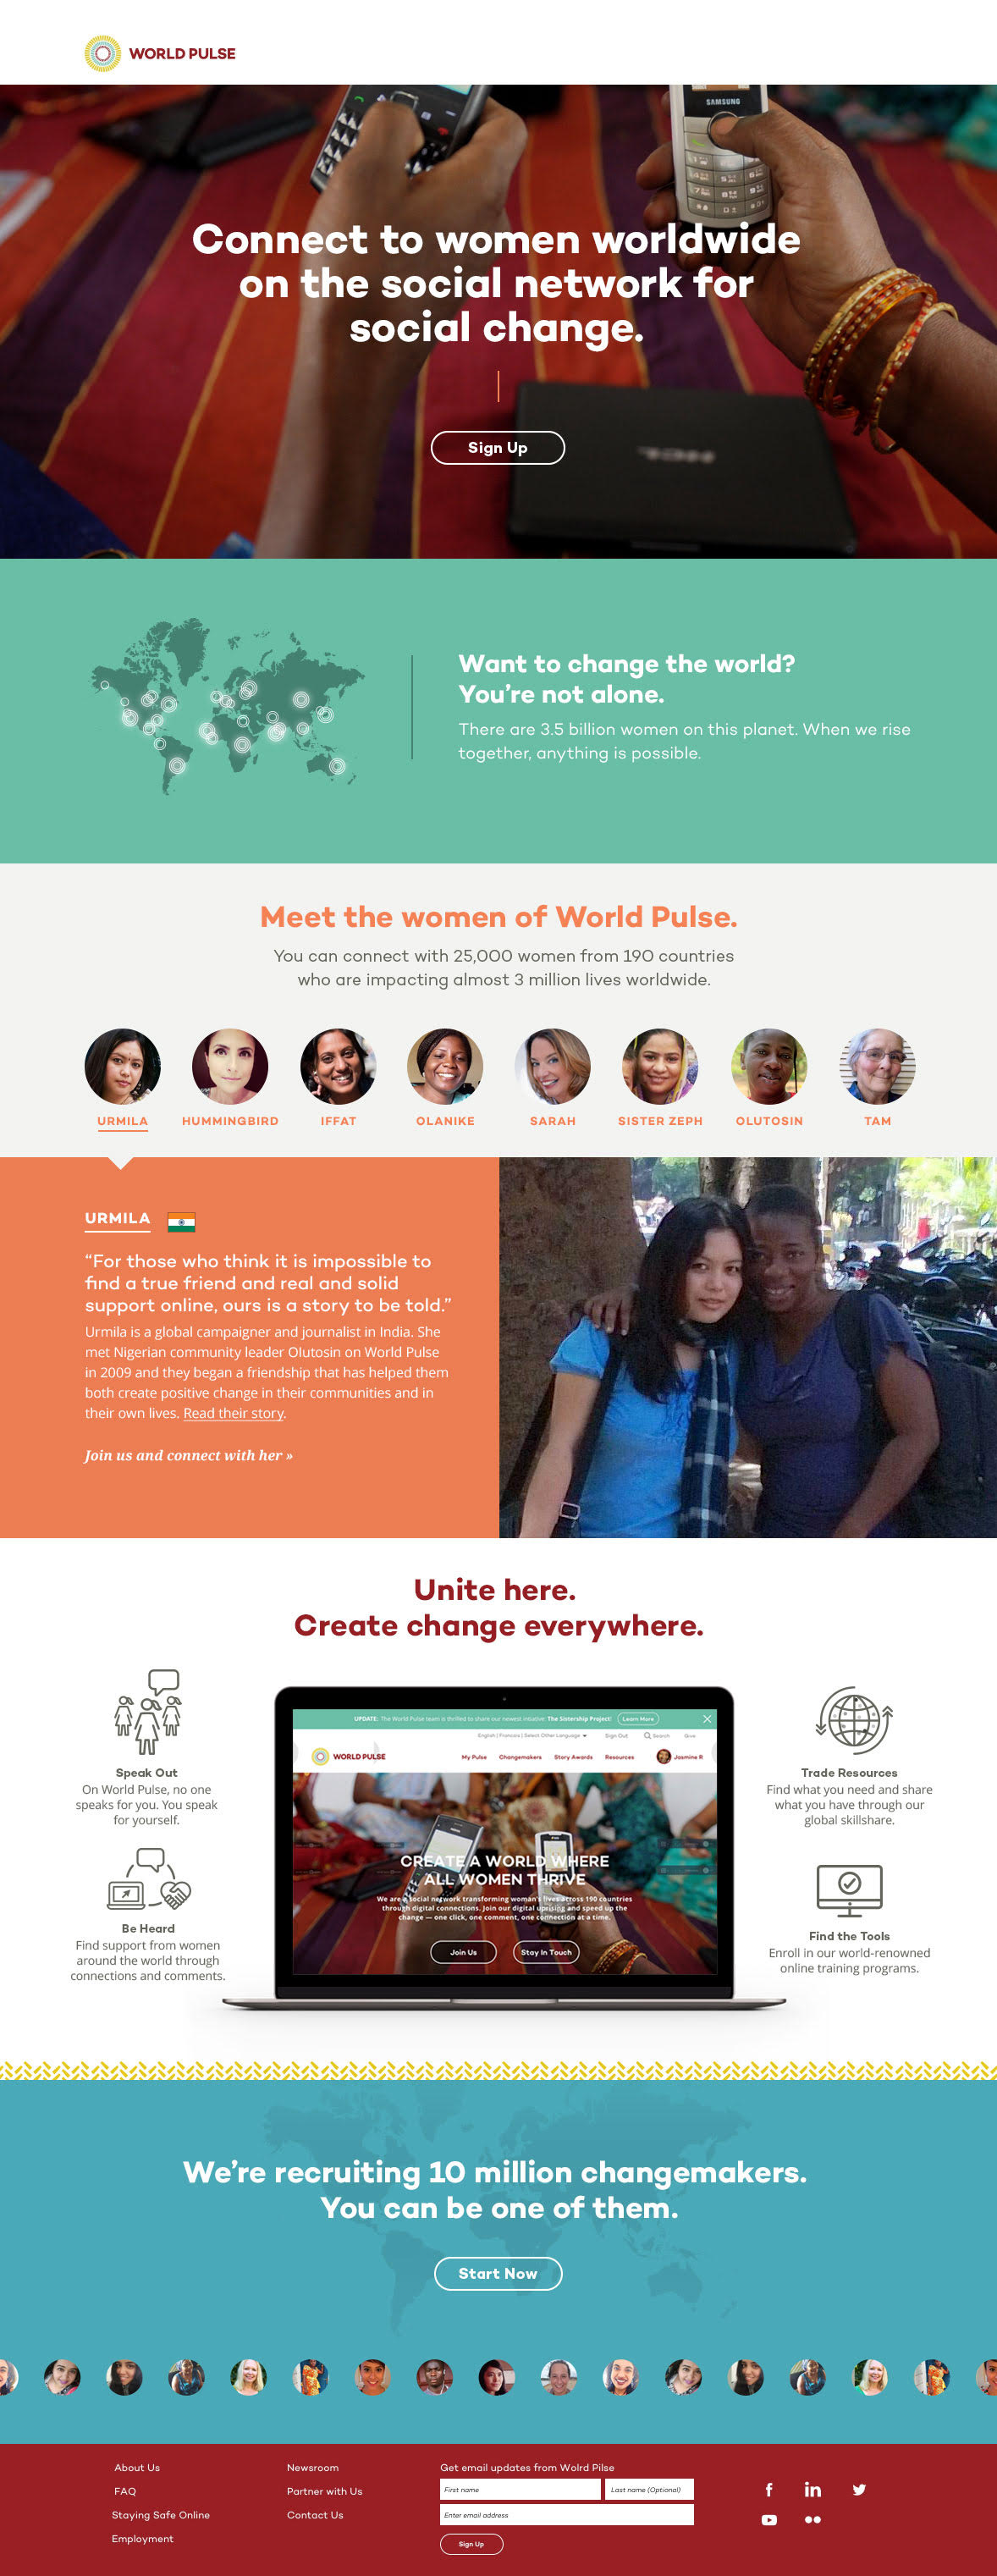 WORLD PULSE
SAMSUNG
Connect to women worldwide
on the social network for
social change.
Sign Up
Want to change the world?
You're not alone.
There are 3.5 billion women on this planet. When we rise
together, anything is possible.
Meet the women of World Pulse.
You can connect with 25,000 women from 190 countries
who are impacting almost 3 million lives worldwide.
URMILA HUMMINGBIRD IFFAT OLANIKE SARAH SISTER ZEPH OLUTOSIN TAM
URMILA
“For those who think it is impossible to
find a true friend and real and solid
support online, ours is a story to be told.”
Urmila is a global campaigner and journalist in India. She
met Nigerian community leader Olutosin on World Pulse
in 2009 and they began a friendship that has helped them
both create positive change in their communities and in
their own lives. Read their story.
Join us and connect with her »
Unite here.
Create change everywhere.
Speak Out
On World Pulse, no one
speaks for you. You speak
for yourself.
Be Heard
Find support from women
around the world through
connections and comments.
UPDATE: The World Pulse team is thrilled to share our newest initiative: The Sistership Project! Learn More
English | Francois | Select Other Language Sign Out Search Give
WORLD PULSE My Pulse Changemakers Story Awards Resources Jasmine R
CREATE A WORLD WHERE
ALL WOMEN THRIVE
We are a social network transforming woman's lives across 190 countries
through digital connections. Join our digital uprising and speed up the
change — one click, one comment, one connection at a time.
Join Us Stay In Touch
Trade Resources
Find what you need and share
what you have through our
global skillshare.
Find the Tools
Enroll in our world-renowned
online training programs.
We're recruiting 10 million changemakers.
You can be one of them.
Start Now
About Us
FAQ
Staying Safe Online
Employment
Newsroom
Partner with Us
Contact Us
Get email updates from Wolrd Pilse
First name Last name (Optional)
Enter email address
Sign Up